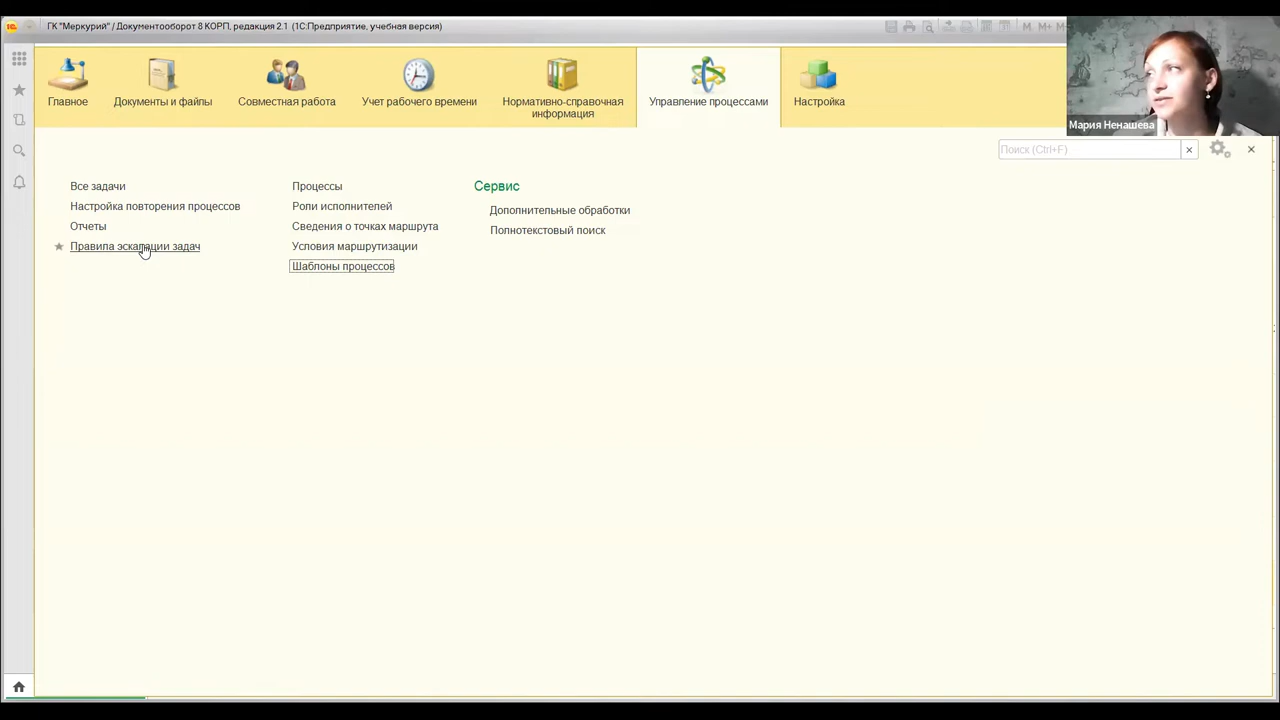 ГК "Меркурий" / Документооборот 8 КОРП, редакция 2.1 (1С:Предприятие, учебная версия)
M M+ M-
Главное
Документы и файлы
Совместная работа
Учет рабочего времени
Нормативно-справочная
информация
Управление процессами
Настройка
Мария Ненашева
Поиск (Ctrl+F)
Все задачи
Настройка повторения процессов
Отчеты
Правила эскалации задач
Процессы
Роли исполнителей
Сведения о точках маршрута
Условия маршрутизации
Шаблоны процессов
Сервис
Дополнительные обработки
Полнотекстовый поиск